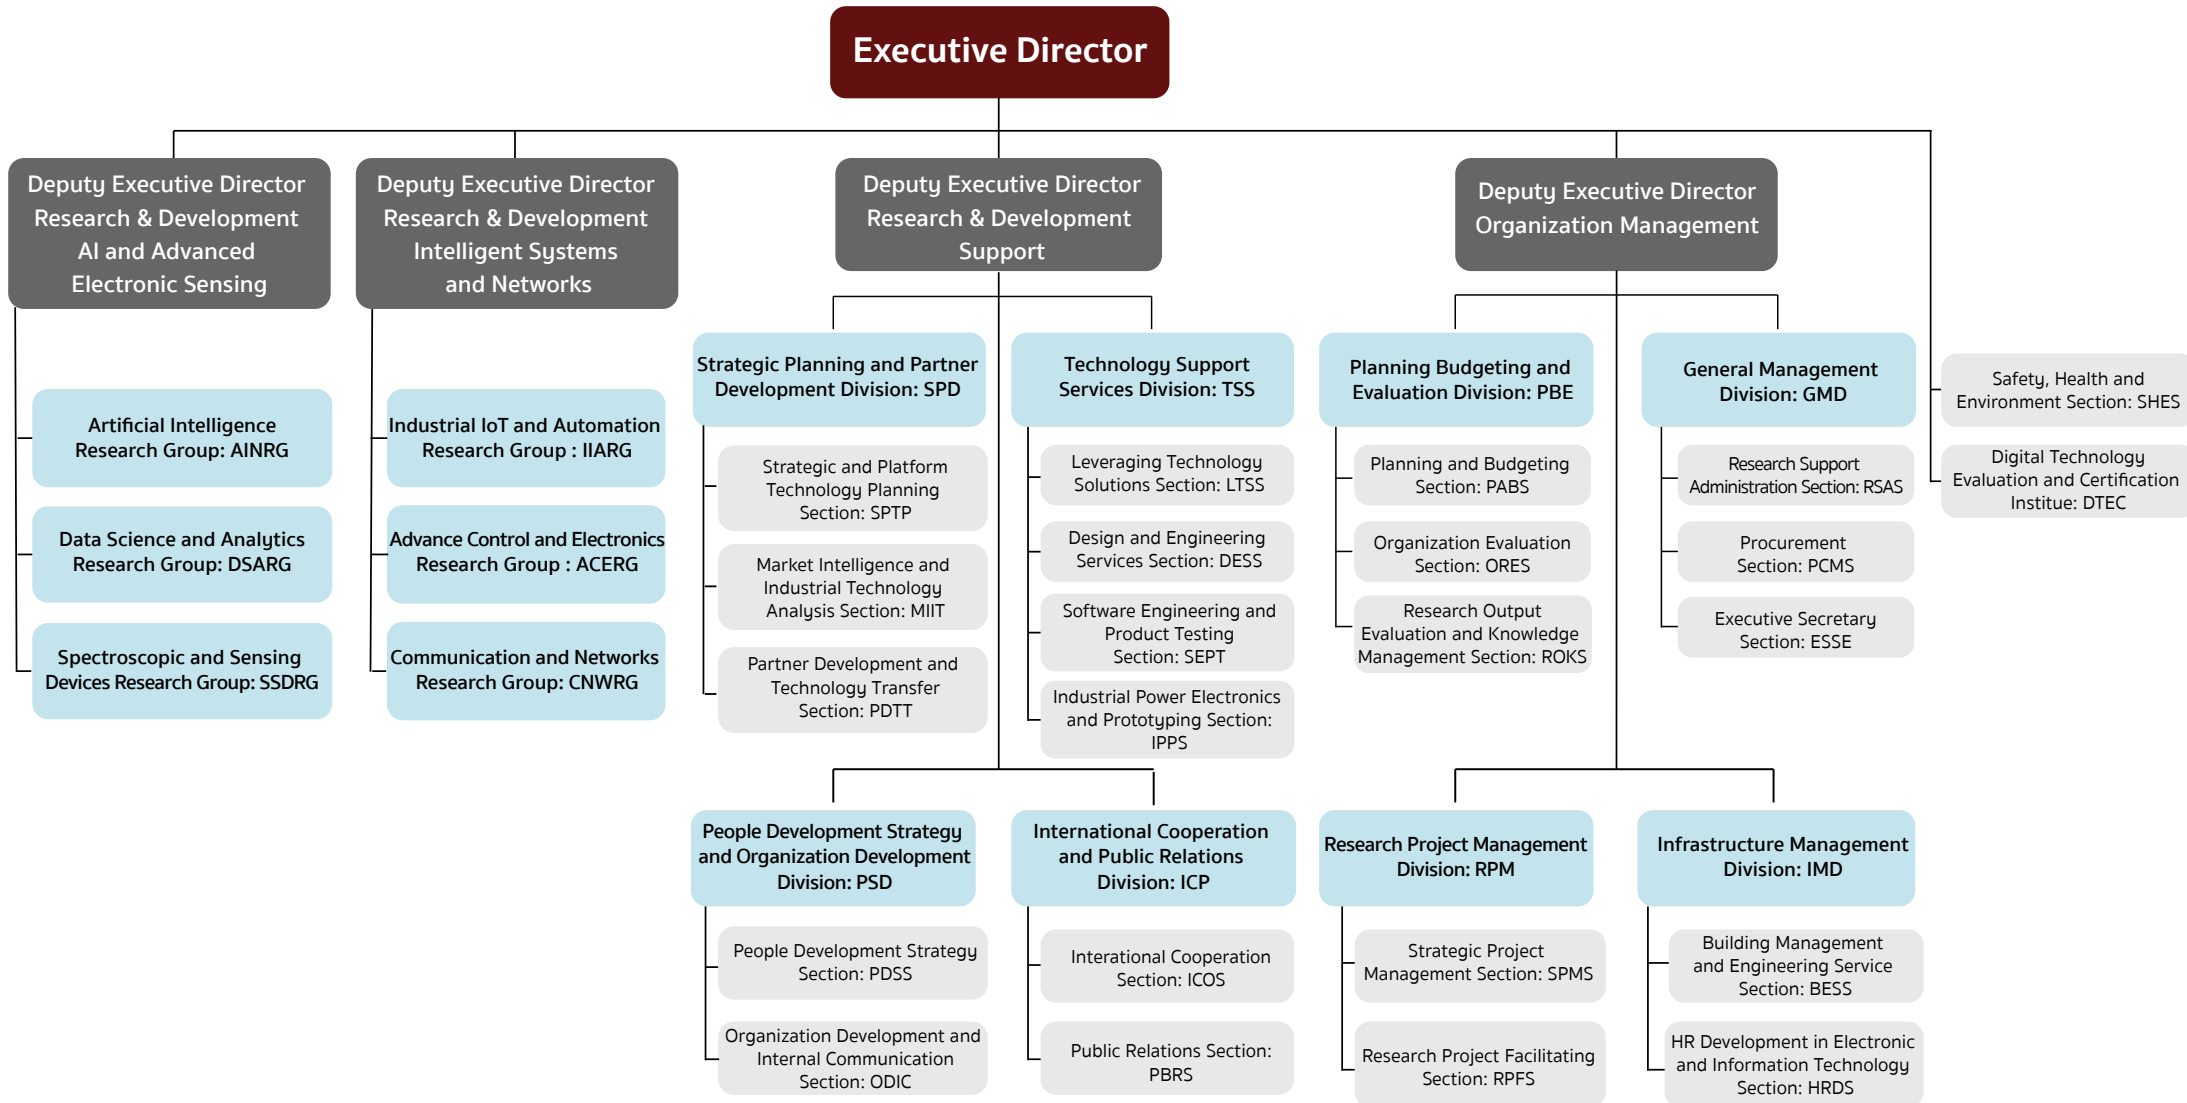 Executive Director
Deputy Executive Director
Research & Development
AI and Advanced
Electronic Sensing
Deputy Executive Director
Research & Development
Intelligent Systems
and Networks
Deputy Executive Director
Research & Development
Support
Deputy Executive Director
Organization Management
Artificial Intelligence
Research Group: AINRG
Data Science and Analytics
Research Group: DSARG
Spectroscopic and Sensing
Devices Research Group: SSDRG
Industrial IoT and Automation
Research Group : IIARG
Advance Control and Electronics
Research Group : ACERG
Communication and Networks
Research Group: CNWRG
Strategic Planning and Partner
Development Division: SPD
Strategic and Platform
Technology Planning
Section: SPTP
Market Intelligence and
Industrial Technology
Analysis Section: MIIT
Partner Development and
Technology Transfer
Section: PDTT
Technology Support
Services Division: TSS
Leveraging Technology
Solutions Section: LTSS
Design and Engineering
Services Section: DESS
Software Engineering and
Product Testing
Section: SEPT
Industrial Power Electronics
and Prototyping Section:
IPPS
Planning Budgeting and
Evaluation Division: PBE
Planning and Budgeting
Section: PABS
Organization Evaluation
Section: ORES
Research Output
Evaluation and Knowledge
Management Section: ROKS
General Management
Division: GMD
Research Support
Administration Section: RSAS
Procurement
Section: PCMS
Executive Secretary
Section: ESSE
Safety, Health and
Environment Section: SHES
Digital Technology
Evaluation and Certification
Institue: DTEC
People Development Strategy
and Organization Development
Division: PSD
People Development Strategy
Section: PDSS
Organization Development and
Internal Communication
Section: ODIC
International Cooperation
and Public Relations
Division: ICP
Interational Cooperation
Section: ICOS
Public Relations Section:
PBRS
Research Project Management
Division: RPM
Strategic Project
Management Section: SPMS
Research Project Facilitating
Section: RPFS
Infrastructure Management
Division: IMD
Building Management
and Engineering Service
Section: BESS
HR Development in Electronic
and Information Technology
Section: HRDS